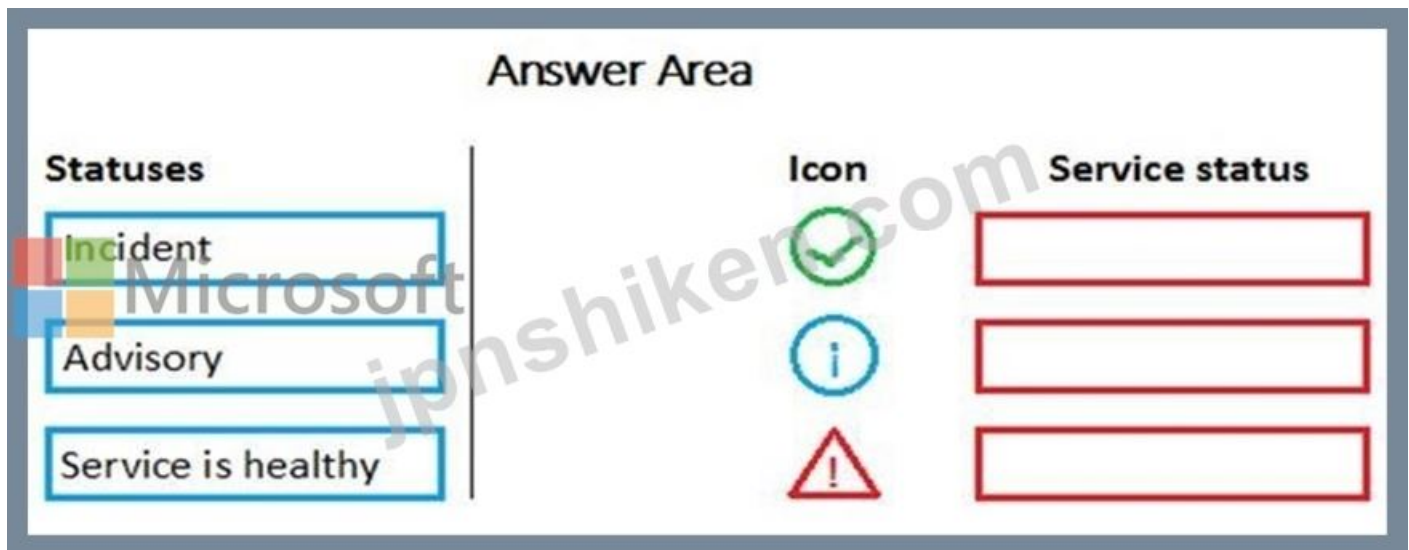 Answer Area
Statuses
Icon
Service status
Incident
Microsoft
Advisory
i
Service is healthy
!
jpnshiken.com